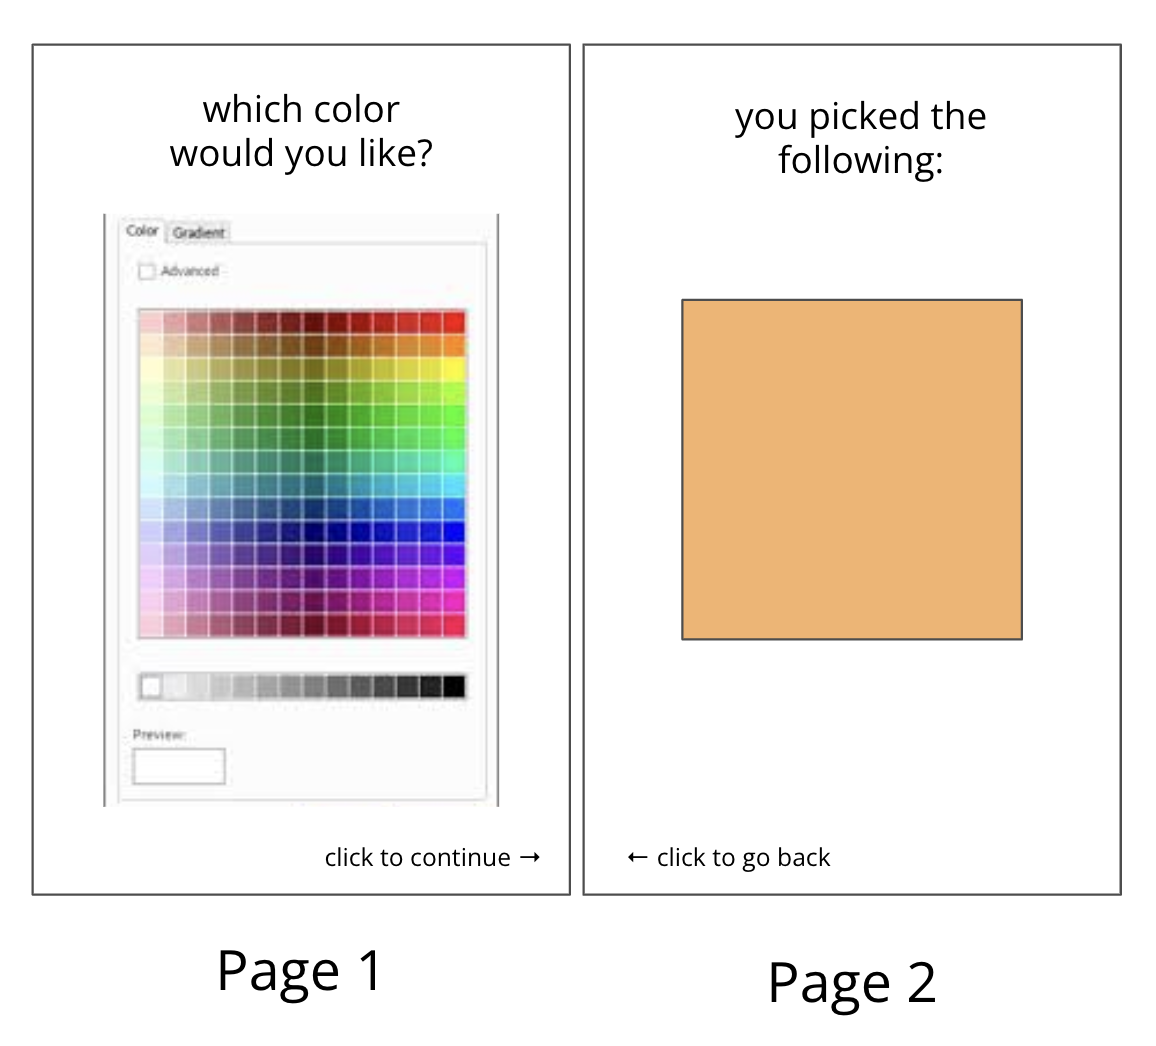 which color
would you like?
Color Gradient
Advanced
Preview:
click to continue →
Page 1
you picked the
following:
← click to go back
Page 2